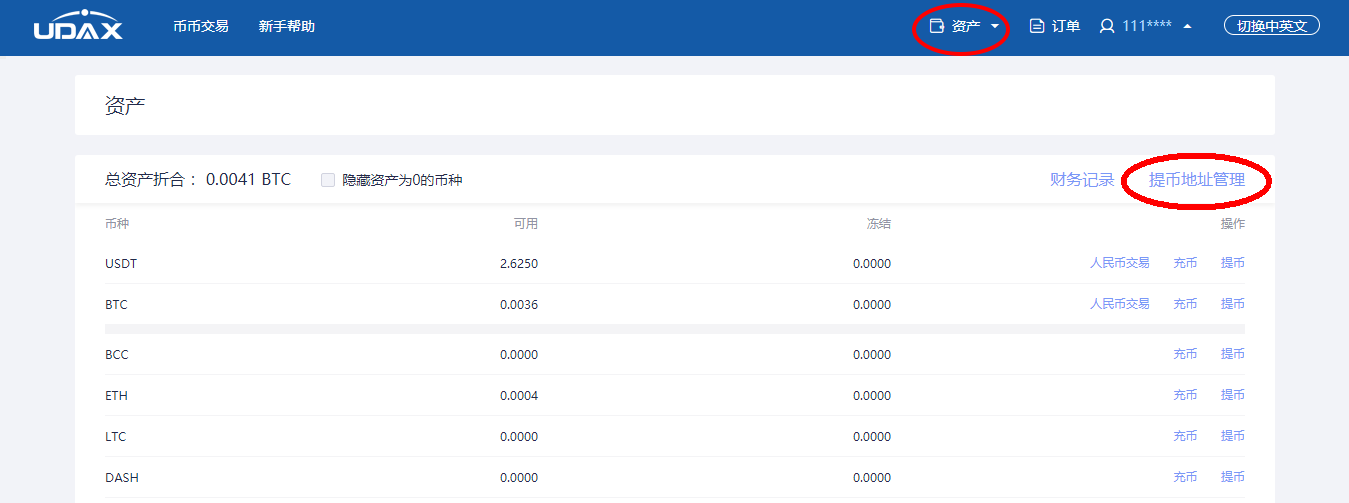 UDAX 币币交易 新手帮助 资产 订单 111**** 切换中英文
资产
总资产折合： 0.0041 BTC 隐藏资产为0的币种 财务记录 提币地址管理
币种 可用 冻结 操作
USDT 2.6250 0.0000 人民币交易 充币 提币
BTC 0.0036 0.0000 人民币交易 充币 提币
BCC 0.0000 0.0000 充币 提币
ETH 0.0004 0.0000 充币 提币
LTC 0.0000 0.0000 充币 提币
DASH 0.0000 0.0000 充币 提币